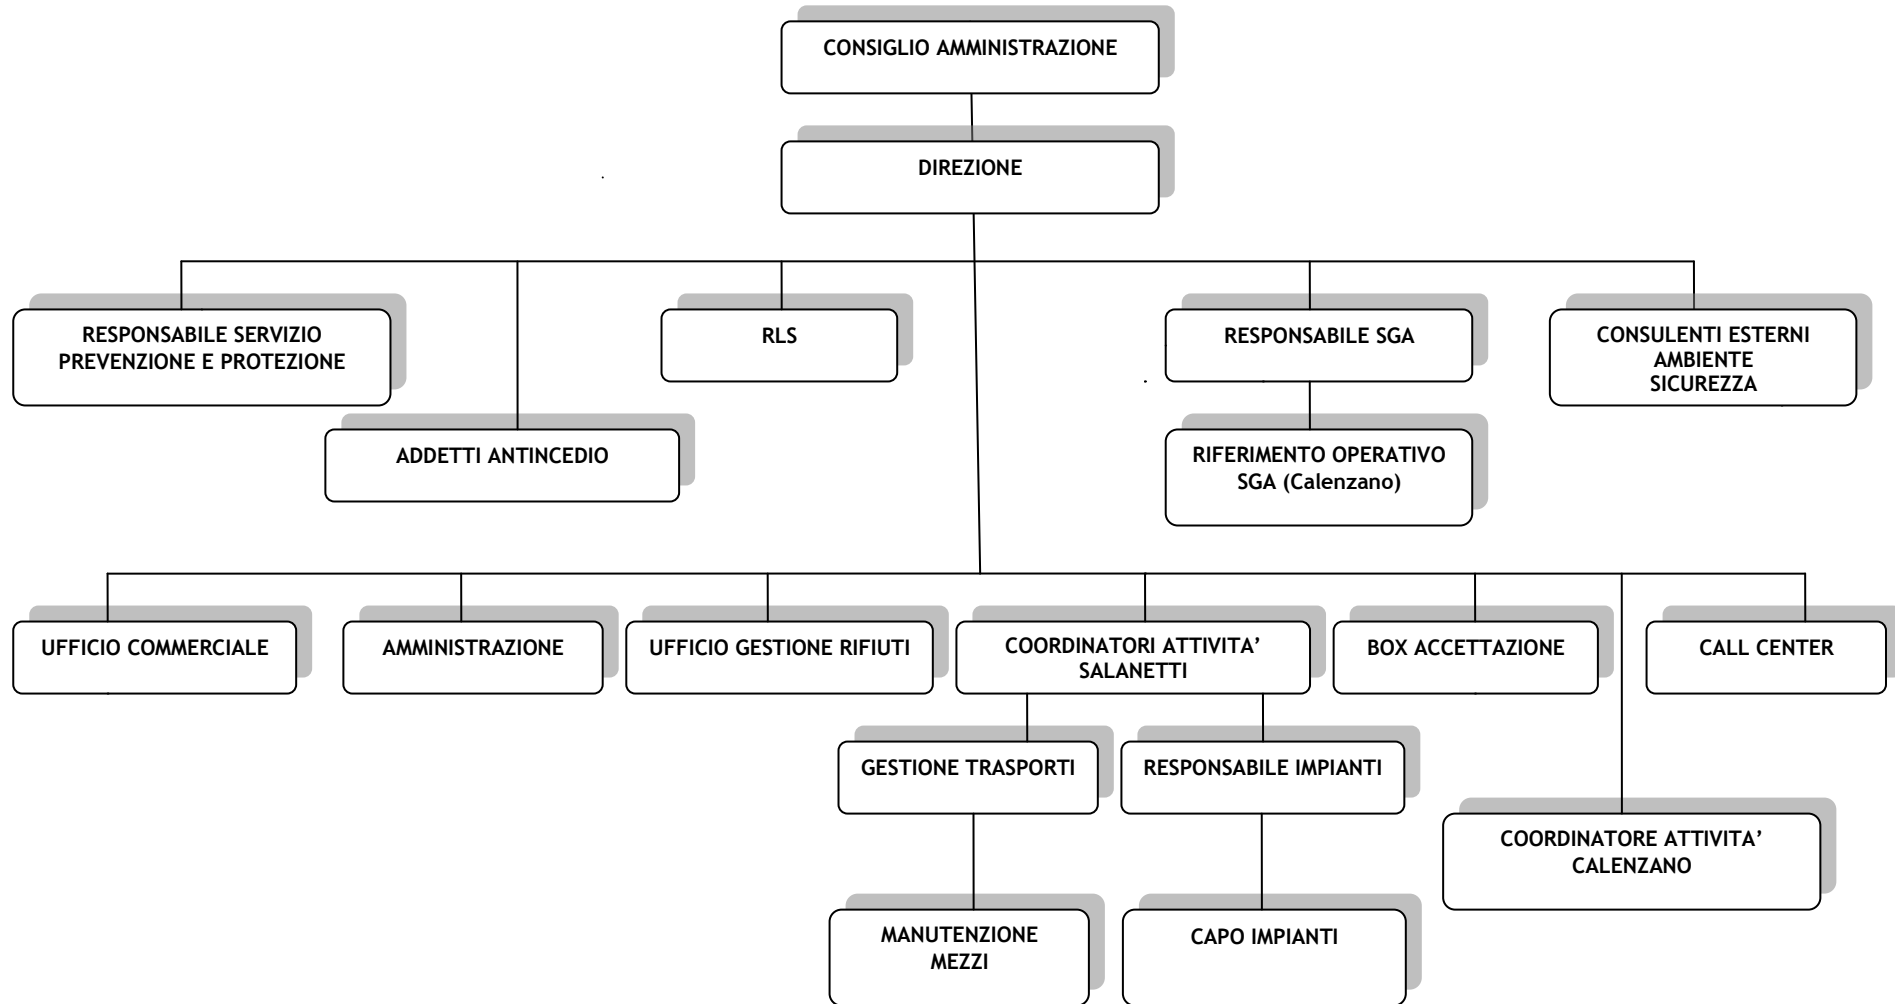 CONSIGLIO AMMINISTRAZIONE
DIREZIONE
RESPONSABILE SERVIZIO
PREVENZIONE E PROTEZIONE
RLS
RESPONSABILE SGA
CONSULENTI ESTERNI
AMBIENTE
SICUREZZA
ADDETTI ANTINCEDIO
RIFERIMENTO OPERATIVO
SGA (Calenzano)
UFFICIO COMMERCIALE
AMMINISTRAZIONE
UFFICIO GESTIONE RIFIUTI
COORDINATORI ATTIVITA’
SALANETTI
BOX ACCETTAZIONE
CALL CENTER
GESTIONE TRASPORTI
RESPONSABILE IMPIANTI
COORDINATORE ATTIVITA’
CALENZANO
MANUTENZIONE
MEZZI
CAPO IMPIANTI